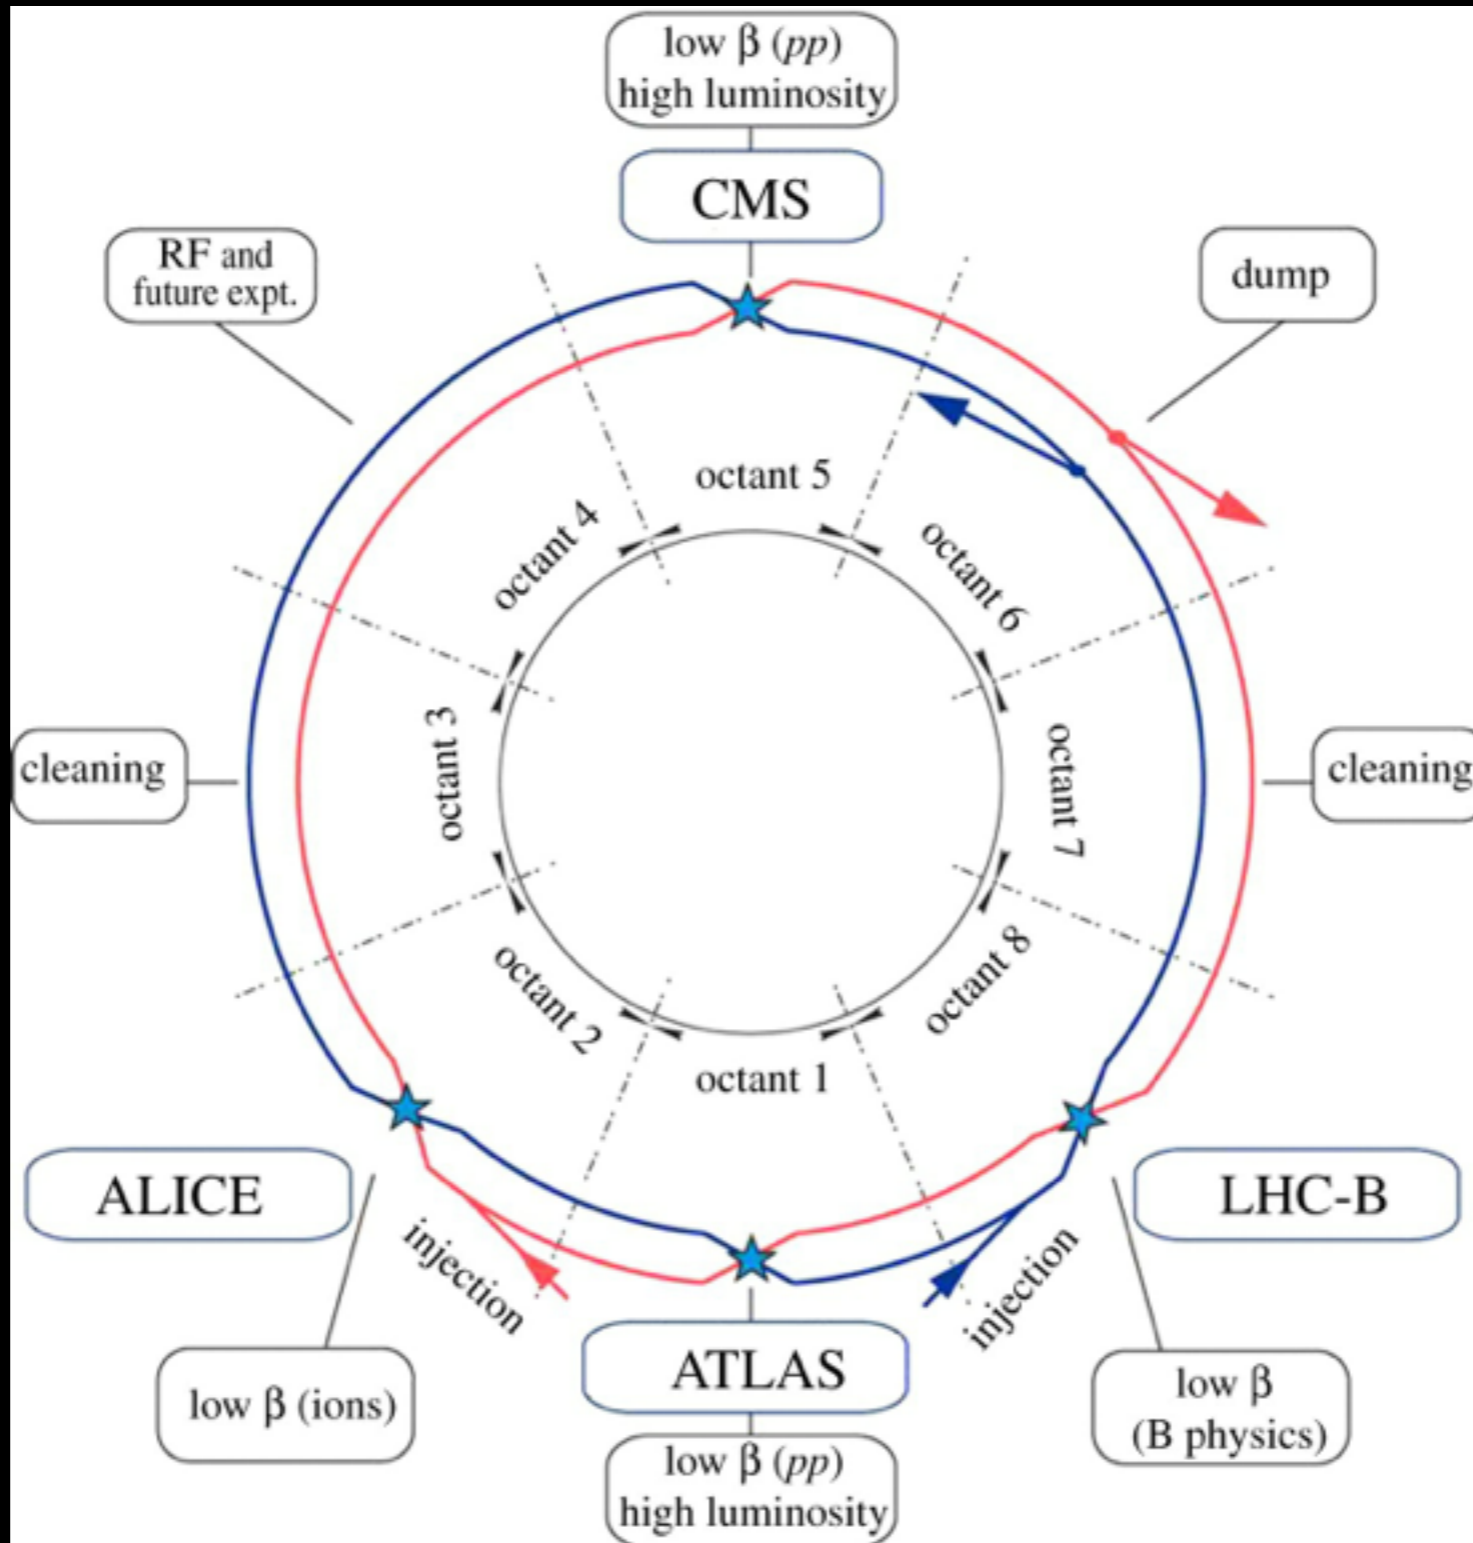 low β (pp)
high luminosity
CMS
RF and
future expt.
dump
octant 5
octant 4
octant 6
cleaning
octant 3
octant 7
cleaning
octant 2
octant 8
octant 1
ALICE
LHC-B
injection
injection
ATLAS
low β (ions)
low β
(B physics)
low β (pp)
high luminosity